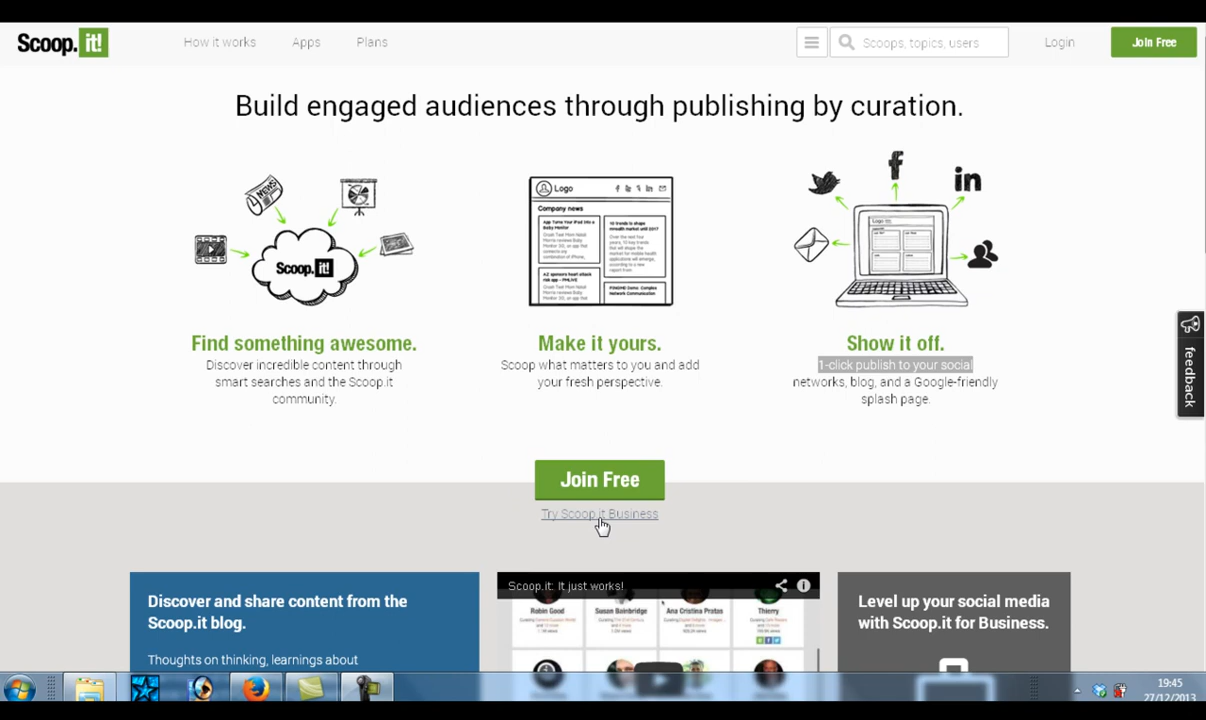 Scoop.it!
How it works
Apps
Plans
Scoops, topics, users
Login
Join Free
Build engaged audiences through publishing by curation.
NEWS
Scoop.it!
Logo
Company news
Find something awesome.
Discover incredible content through
smart searches and the Scoop.it
community.
Make it yours.
Scoop what matters to you and add
your fresh perspective.
Show it off.
1-click publish to your social
networks, blog, and a Google-friendly
splash page.
feedback
Join Free
Try Scoop.it Business
Discover and share content from the
Scoop.it blog.
Thoughts on thinking, learnings about
Scoop.it: It just works!
Robin Good
Susan Bainbridge
Ana Cristina Pratas
Thierry
Level up your social media
with Scoop.it for Business.
19:45
27/12/2013